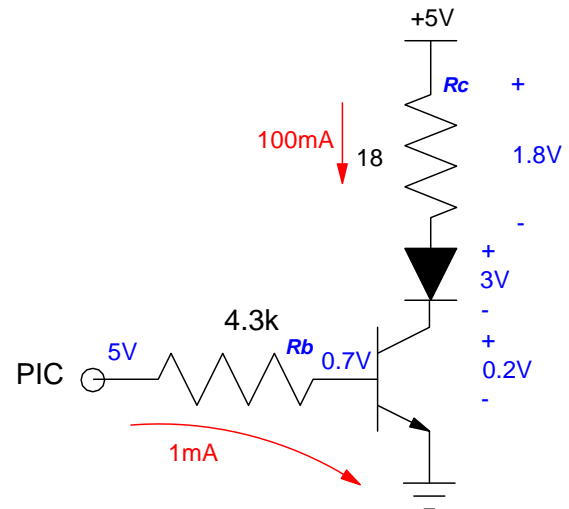 +5V
Rc
+
100mA
18
1.8V
-
+
3V
-
4.3k
5V
Rb
0.7V
+
0.2V
-
PIC
1mA